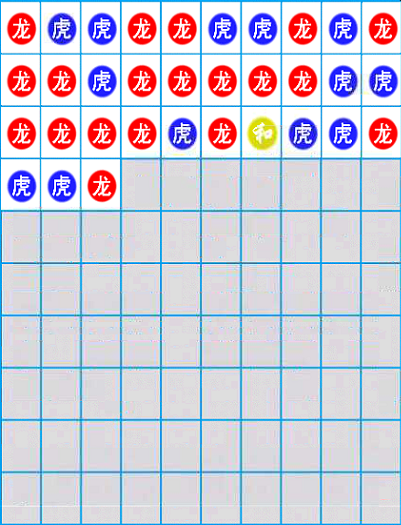 龙 虎 虎 龙 龙 虎 虎 龙 虎 龙
龙 龙 虎 龙 龙 龙 龙 龙 虎 虎
龙 龙 龙 龙 虎 龙 和 虎 虎 龙
虎 虎 龙